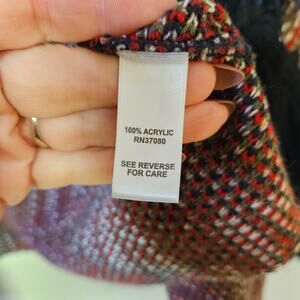 100% ACRYLIC
RN37080
SEE REVERSE
FOR CARE